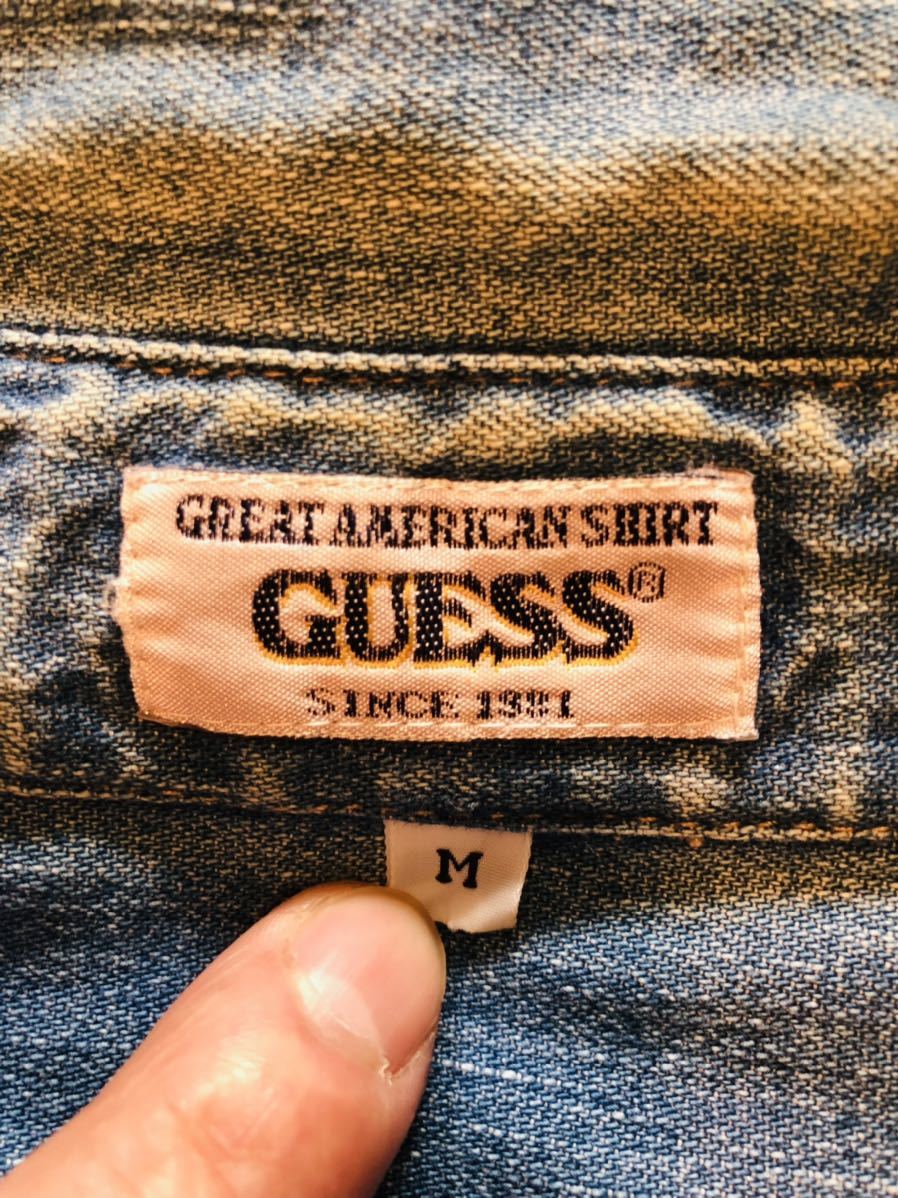 GREAT AMERICAN SHIRT
GUESS®
SINCE 1981
M